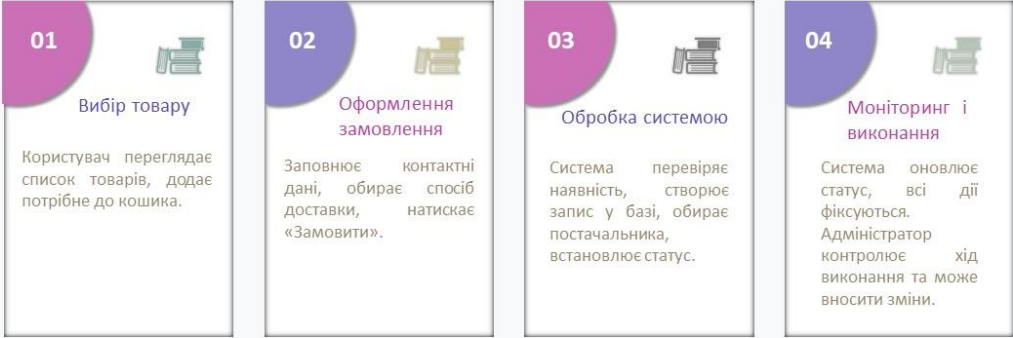 01
Вибір товару
Користувач переглядає
список товарів, додає
потрібне до кошика.
02
Оформлення
замовлення
Заповнює контактні
дані, обирає спосіб
доставки, натискає
«Замовити».
03
Обробка системою
Система перевіряє
наявність, створює
запис у базі, обирає
постачальника,
встановлює статус.
04
Моніторинг і
виконання
Система оновлює
статус, всі дії
фіксуються.
Адміністратор
контролює хід
виконання та може
вносити зміни.